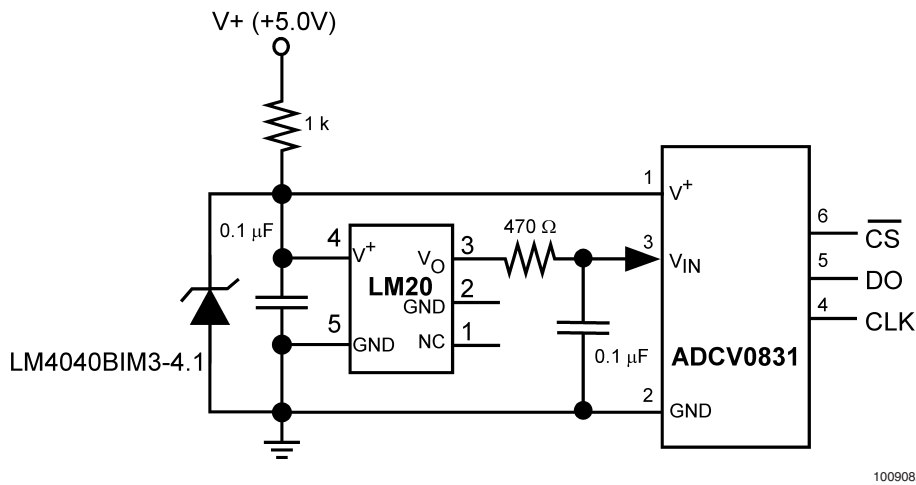 V+ (+5.0V)
1 k
0.1 μF
LM4040BIM3-4.1
4
V+
5
GND
LM20
VO
3
GND
2
NC
1
470 Ω
0.1 μF
1
V+
3
VIN
ADCV0831
2
GND
6
C̅S̅
5
DO
4
CLK
100908